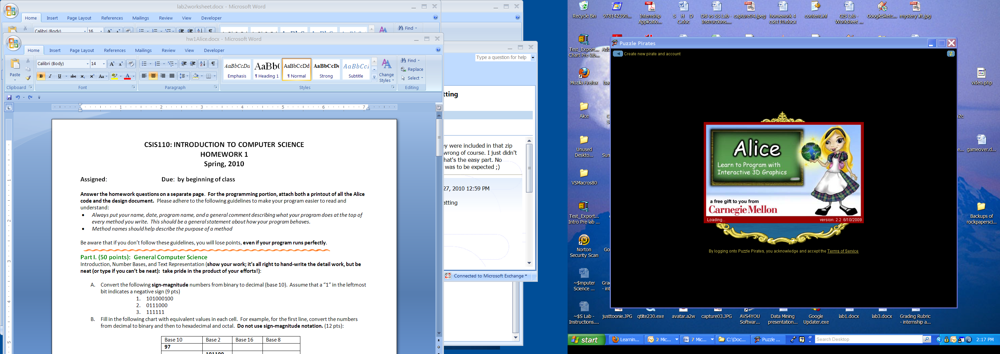 lab2worksheet.docx - Microsoft Word
Home Insert Page Layout References Mailings Review View Developer
Calibri (Body) 16
Find
hw1Alice.docx - Microsoft Word
Home Insert Page Layout References Mailings Review View Developer
Paste
Clipboard
Calibri (Body) 14
B I U abc x₂ x² Aa
Font
Paragraph
AaBbCcDd AaBb( AaBbCcDd AaBbCcD AaBbCcI
Emphasis ¶ Heading 1 ¶ Normal Strong Subtitle
Change
Styles
Styles
Find
Replace
Select
Editing
1 2 3 4 5 6 7
CSIS110: INTRODUCTION TO COMPUTER SCIENCE
HOMEWORK 1
Spring, 2010
Assigned: Due: by beginning of class
Answer the homework questions on a separate page. For the programming portion, attach both a printout of all the Alice
code and the design document. Please adhere to the following guidelines to make your program easier to read and
understand:
• Always put your name, date, program name, and a general comment describing what your program does at the top of
every method you write. This should be a general statement about how your program behaves.
• Method names should help describe the purpose of a method
Be aware that if you don’t follow these guidelines, you will lose points, even if your program runs perfectly.
Part I. (50 points): General Computer Science
Introduction, Number Bases, and Text Representation (show your work; it’s all right to hand-write the detail work, but be
neat (or type if you can’t be neat): take pride in the product of your efforts!):
A. Convert the following sign-magnitude numbers from binary to decimal (base 10). Assume that a “1” in the leftmost
bit indicates a negative sign (9 pts)
1. 101000100
2. 0111000
3. 111111
B. Fill in the following chart with equivalent values in each cell. For example, for the first line, convert the numbers
from decimal to binary and then to hexadecimal and octal. Do not use sign-magnitude notation. (12 pts):
Base 10 Base 2 Base 16 Base 8
97
101100
Type a question for help
tting
ey were included in that zip
wrong of course. I just didn't
hat's the easy part. No
was to be expected ;)
27, 2010 12:59 PM
atting
Connected to Microsoft Exchange
Recycle Bin
978142390...
Internship
Applicatio...
S H D
C.doc
DB vs SS Lab -
Instructions....
capture04.jpeg
homework 4
csis110.docx
content.inf
GIS Lab -
Worksheet ...
GoogleSketc...
mystery lift.jpg
Test_Export...
Chart Pre-lab...
Mozilla Firefox
Alice
Unused
Deskto...
VSMacros80
Test_Export...
Intro Pre-lab ...
Norton
Security Scan
~$mputer
Science ...
~$S Lab -
Instructions....
Puzzle Pirates
Create new pirate and account
Alice
Learn to Program with
Interactive 3D Graphics
a free gift to you from
Carnegie Mellon
Loading... version: 2.2 6/10/2009
By logging onto Puzzle Pirates, you acknowledge and accept the Terms of Service
video.php
gameover.d...
Backups of
rockpapersci...
justtoonie.JPG
qtlite230.exe
avatar.a2w
capture03.JPG
AVS4YOU
Softwar...
Data Mining
presentation...
Google
Updater.exe
lab1.docx
lab3.docx
Grading Rubric
- internship a...
start
Learnin...
2 Mic...
7 Mic...
C:\Doc...
Puzzle ...
Search Desktop
2:17 PM